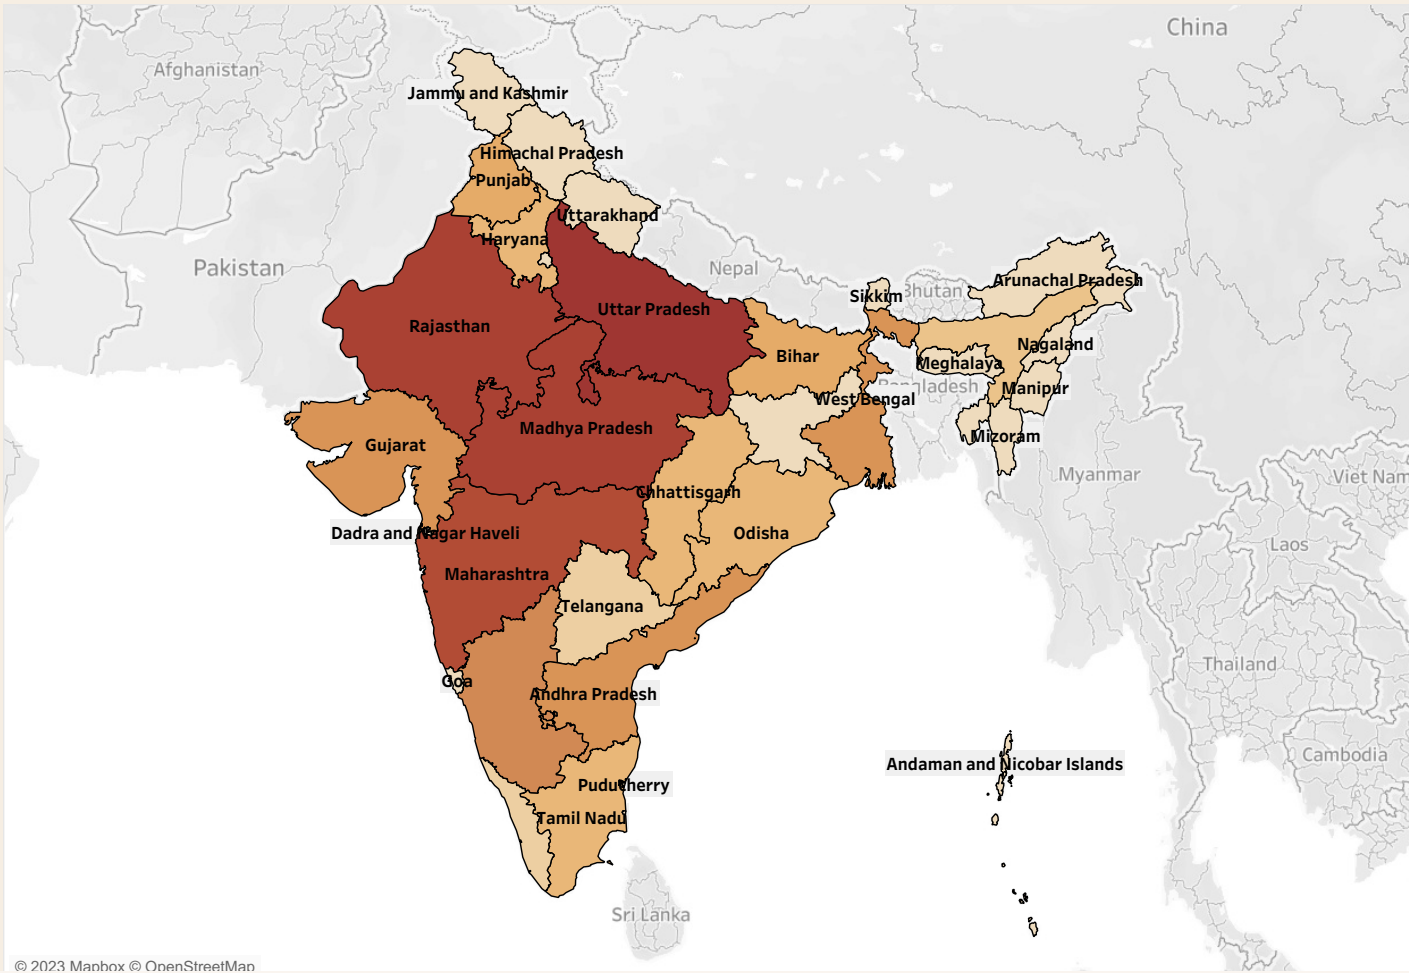 China
Afghanistan
Jammu and Kashmir
Himachal Pradesh
Punjab
Uttarakhand
Haryana
Pakistan
Nepal
Arunachal Pradesh
Sikkim
Bhutan
Uttar Pradesh
Rajasthan
Nagaland
Bihar
Meghalaya
Bangladesh
Manipur
West Bengal
Madhya Pradesh
Mizoram
Gujarat
Myanmar
Viet Nam
Chhattisgarh
Dadra and Nagar Haveli
Odisha
Laos
Maharashtra
Telangana
Thailand
Goa
Andhra Pradesh
Cambodia
Andaman and Nicobar Islands
Puducherry
Tamil Nadu
Sri Lanka
© 2023 Mapbox © OpenStreetMap